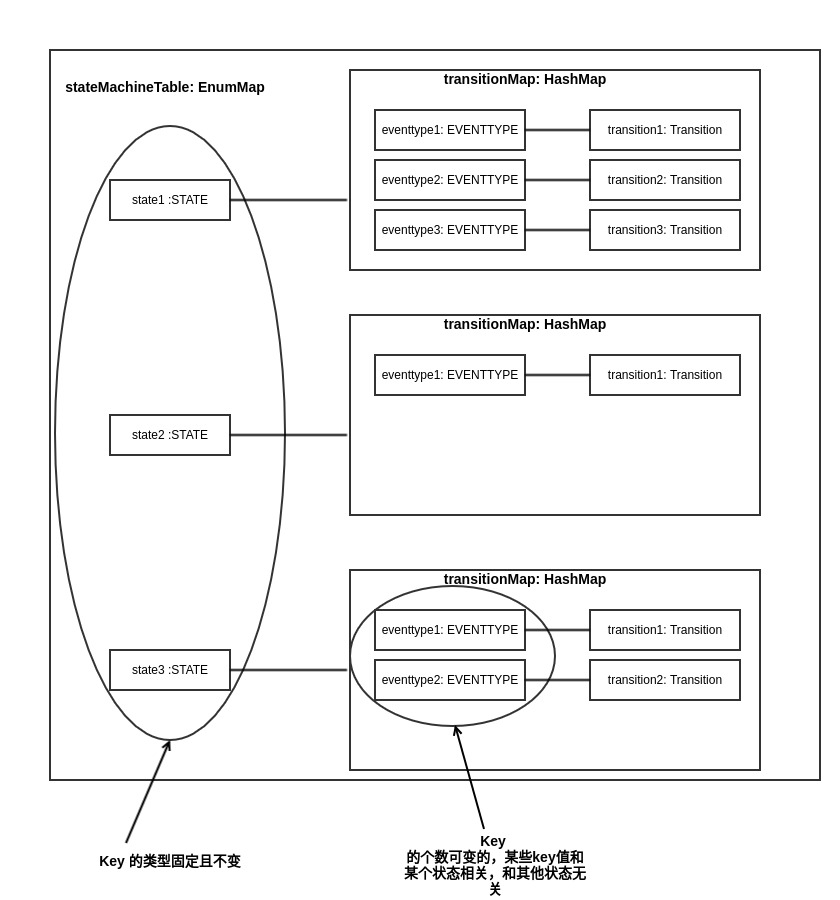 stateMachineTable: EnumMap
transitionMap: HashMap
eventtype1: EVENTTYPE
transition1: Transition
eventtype2: EVENTTYPE
transition2: Transition
eventtype3: EVENTTYPE
transition3: Transition
state1 :STATE
transitionMap: HashMap
eventtype1: EVENTTYPE
transition1: Transition
state2 :STATE
transitionMap: HashMap
eventtype1: EVENTTYPE
transition1: Transition
eventtype2: EVENTTYPE
transition2: Transition
state3 :STATE
Key 的类型固定且不变
Key
的个数可变的，某些key值和
某个状态相关，和其他状态无
关